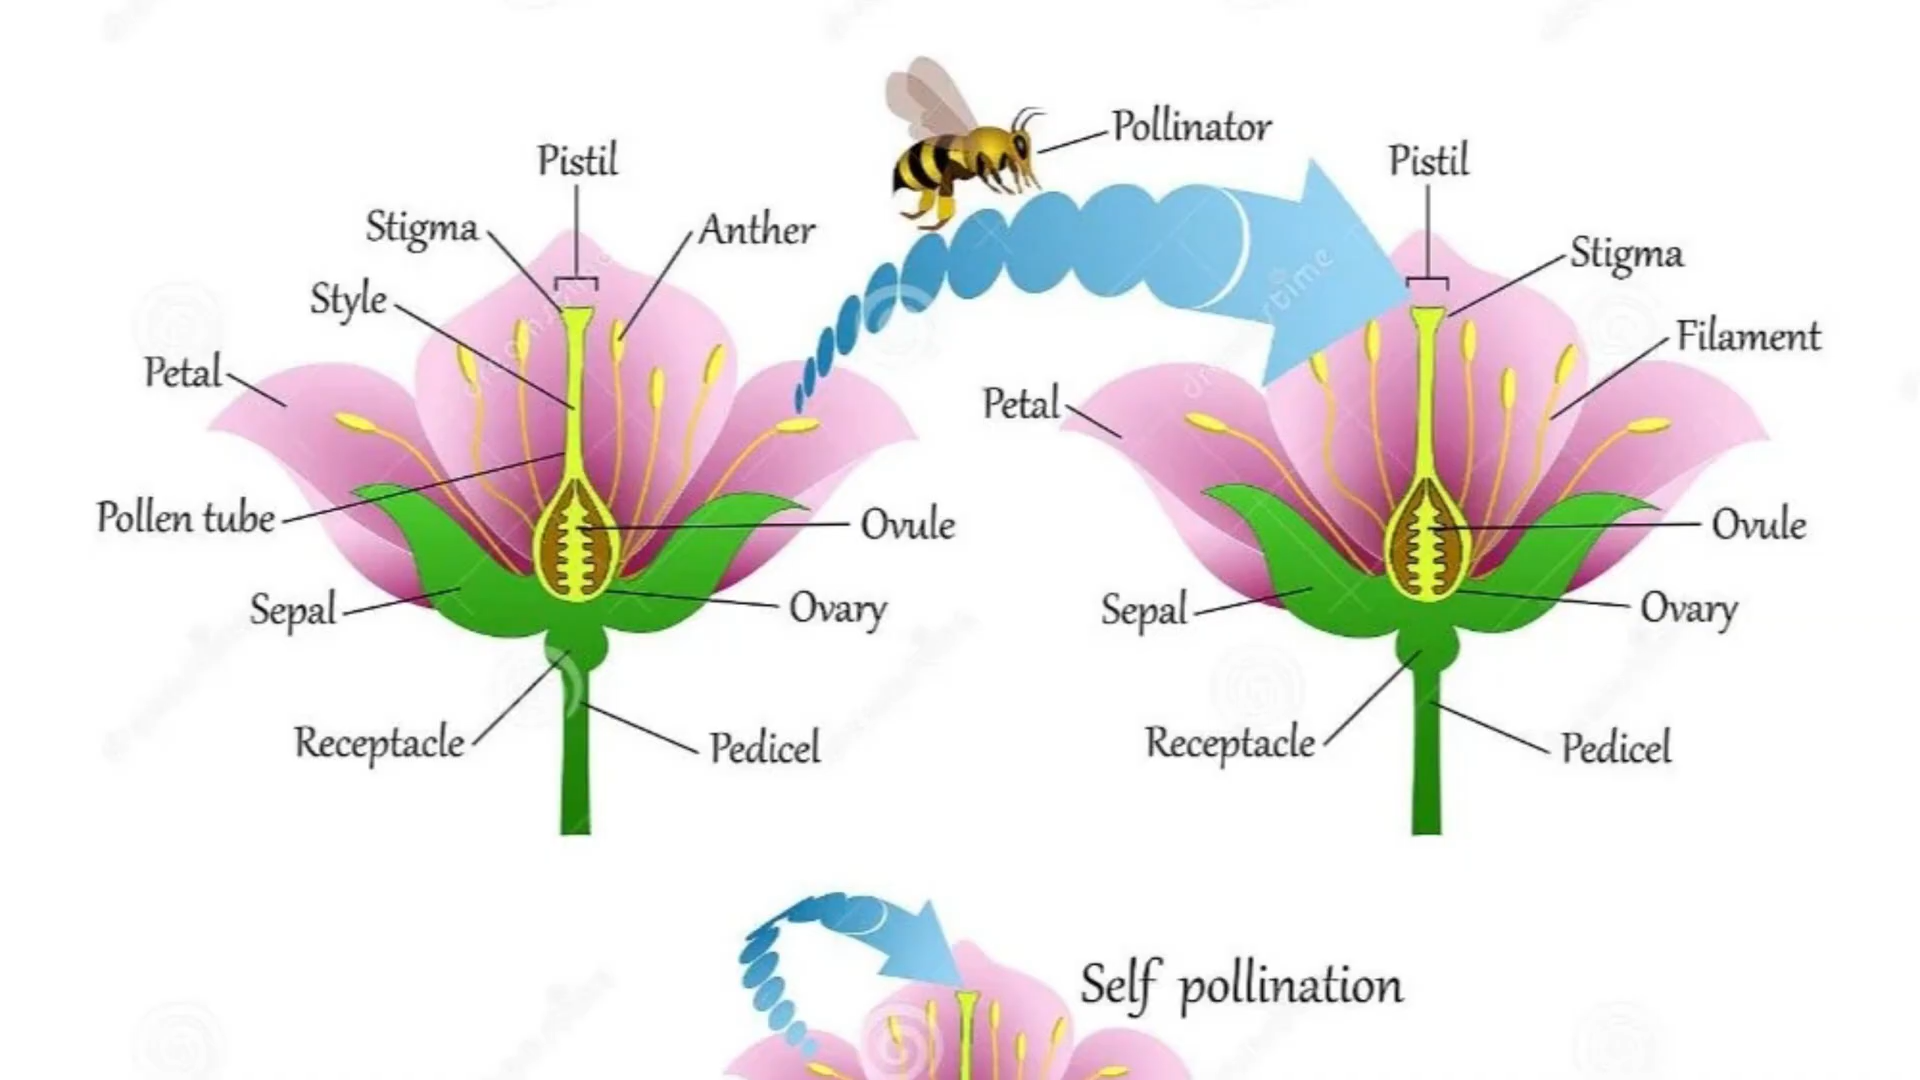 Pollinator
Pistil
Pistil
Stigma
Anther
Stigma
Style
Filament
Petal
Petal
Pollen tube
Ovule
Ovule
Sepal
Ovary
Sepal
Ovary
Receptacle
Pedicel
Receptacle
Pedicel
Self pollination